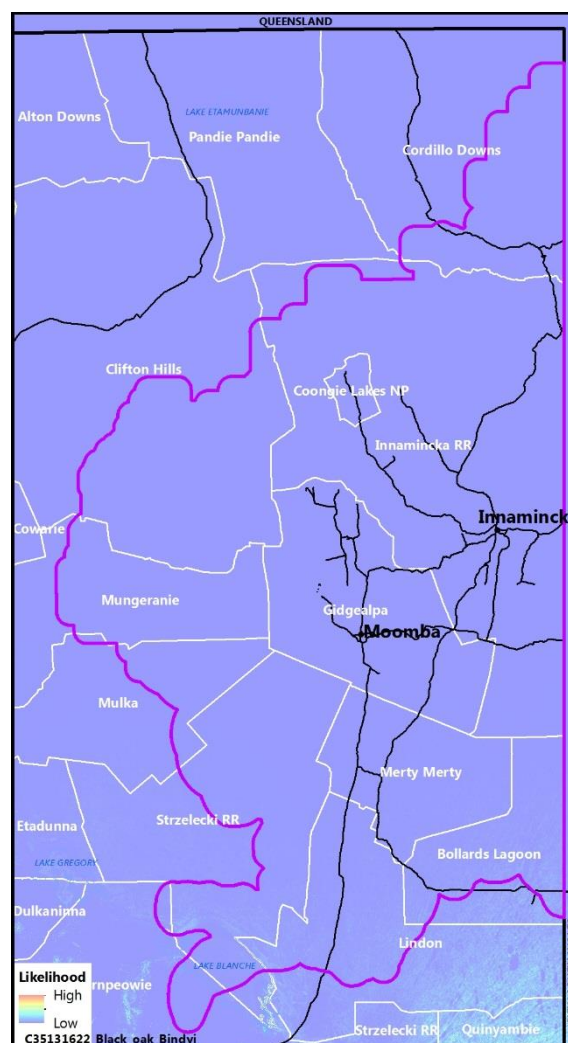 QUEENSLAND
LAKE ETAMUNBANIE
Alton Downs
Pandie Pandie
Cordillo Downs
Clifton Hills
Coongie Lakes NP
Innamincka RR
Innaminck
Cowarie
Mungeranie
Gidgealpa
Moomba
Mulka
Merty Merty
Etadunna
Strzelecki RR
LAKE GREGORY
Bollards Lagoon
Dulkaninna
Lindon
LAKE BLANCHE
Likelihood
High
Low
rnpeowie
Strzelecki RR
Quinyambie
C35131622_Black_oak_Bindyi